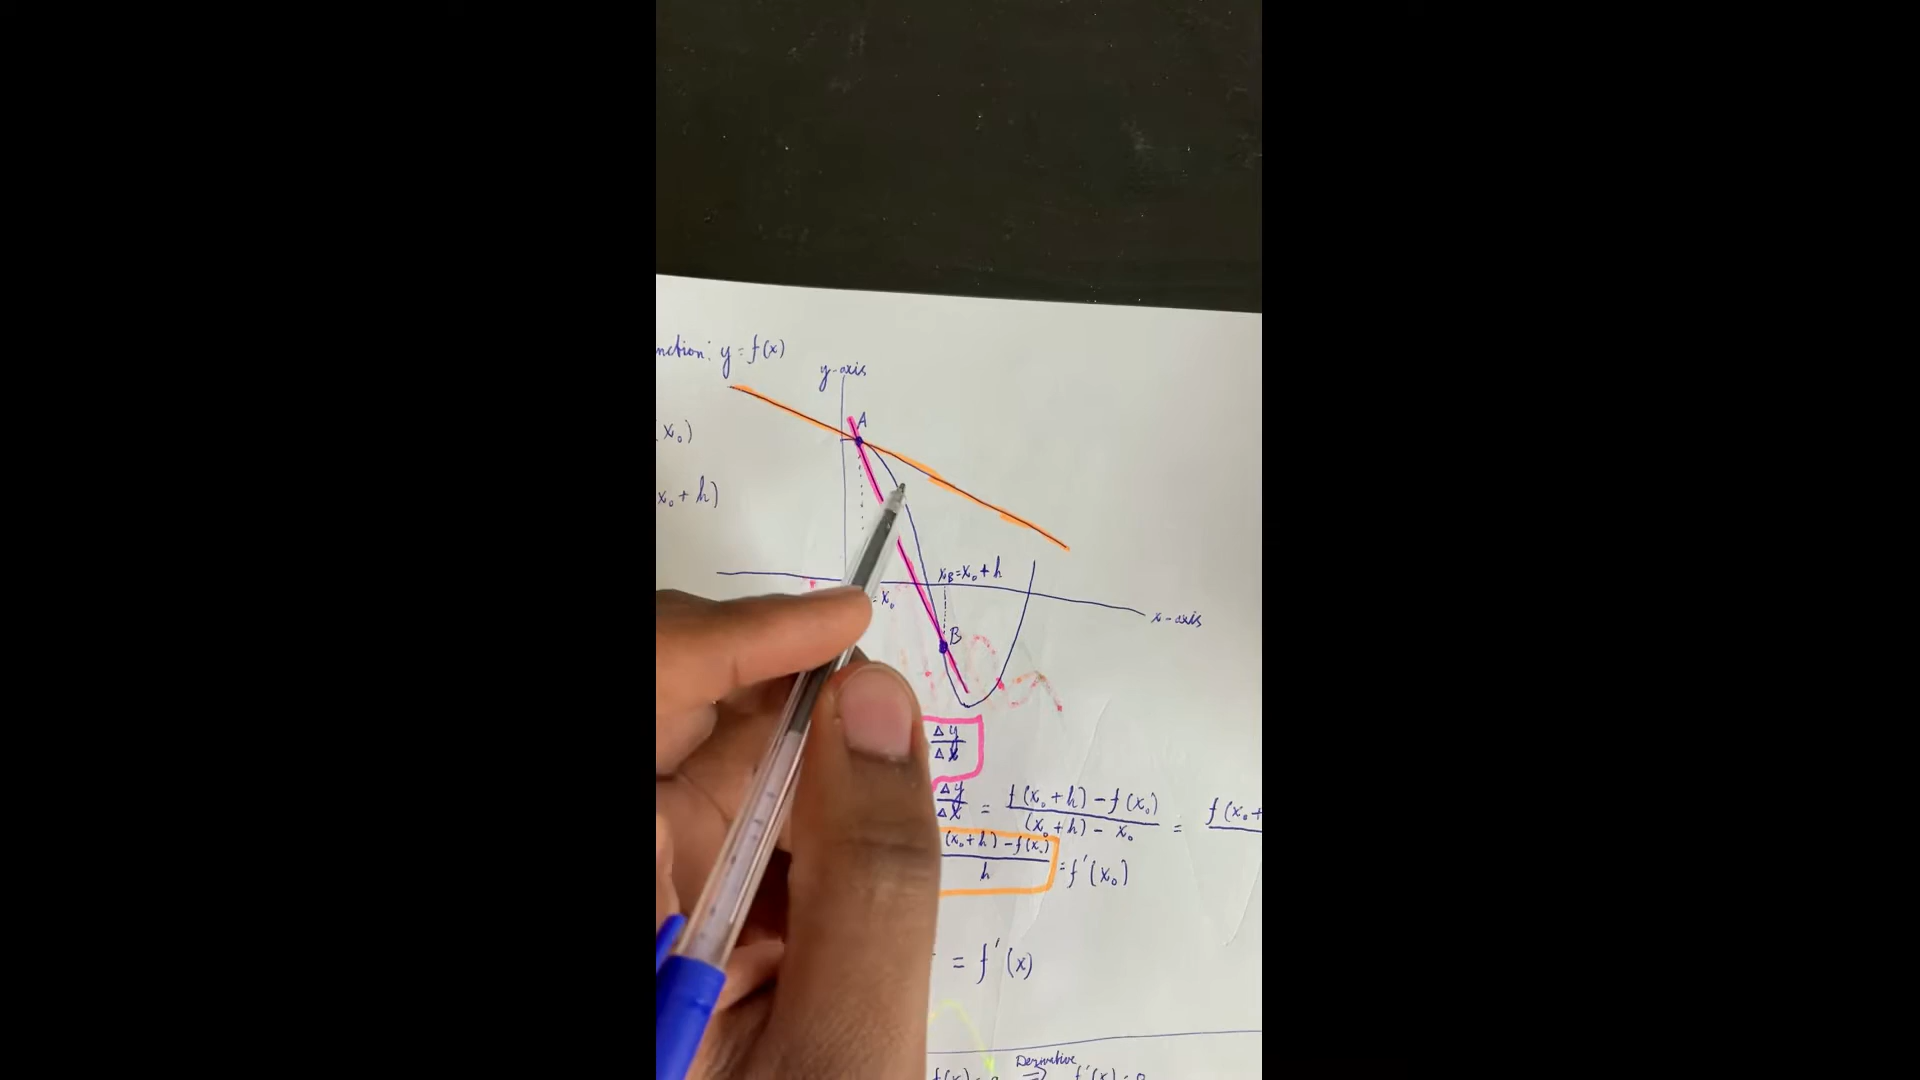 nction: y = f(x)
y-axis
A
(x₀)
x₀ + h)
x_B = x₀ + h
= x₀
x-axis
B
Δy
Δx
Δy/Δx = f(x₀ + h) - f(x₀) / (x₀ + h) - x₀ = f(x₀ +
(x₀ + h) - f(x₀) / h = f'(x₀)
= f'(x)
Derivative
⇒ f'(x) = 0